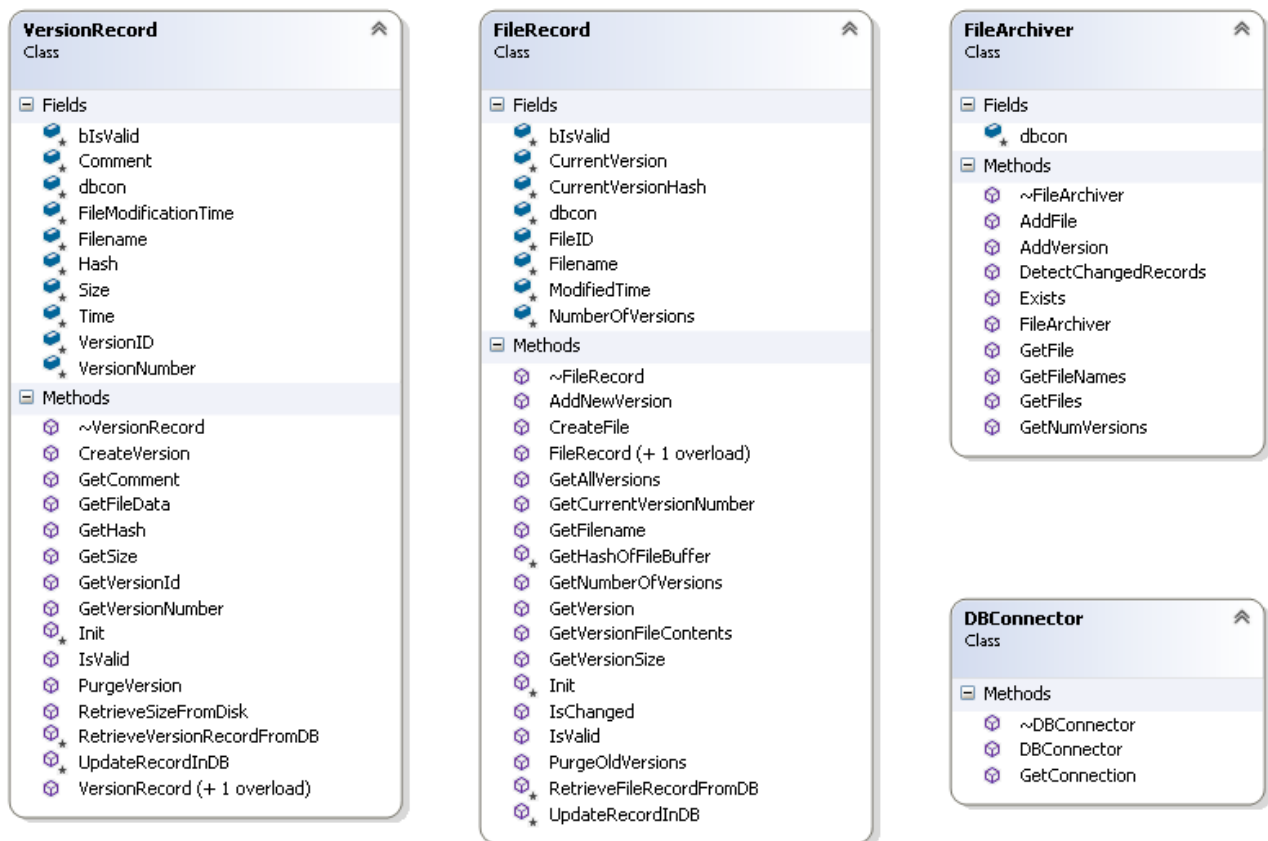 VersionRecord
Class
Fields
bIsValid
Comment
dbcon
FileModificationTime
Filename
Hash
Size
Time
VersionID
VersionNumber
Methods
~VersionRecord
CreateVersion
GetComment
GetFileData
GetHash
GetSize
GetVersionId
GetVersionNumber
Init
IsValid
PurgeVersion
RetrieveSizeFromDisk
RetrieveVersionRecordFromDB
UpdateRecordInDB
VersionRecord (+ 1 overload)
FileRecord
Class
Fields
bIsValid
CurrentVersion
CurrentVersionHash
dbcon
FileID
Filename
ModifiedTime
NumberOfVersions
Methods
~FileRecord
AddNewVersion
CreateFile
FileRecord (+ 1 overload)
GetAllVersions
GetCurrentVersionNumber
GetFilename
GetHashOfFileBuffer
GetNumberOfVersions
GetVersion
GetVersionFileContents
GetVersionSize
Init
IsChanged
IsValid
PurgeOldVersions
RetrieveFileRecordFromDB
UpdateRecordInDB
FileArchiver
Class
Fields
dbcon
Methods
~FileArchiver
AddFile
AddVersion
DetectChangedRecords
Exists
FileArchiver
GetFile
GetFileNames
GetFiles
GetNumVersions
DBConnector
Class
Methods
~DBConnector
DBConnector
GetConnection